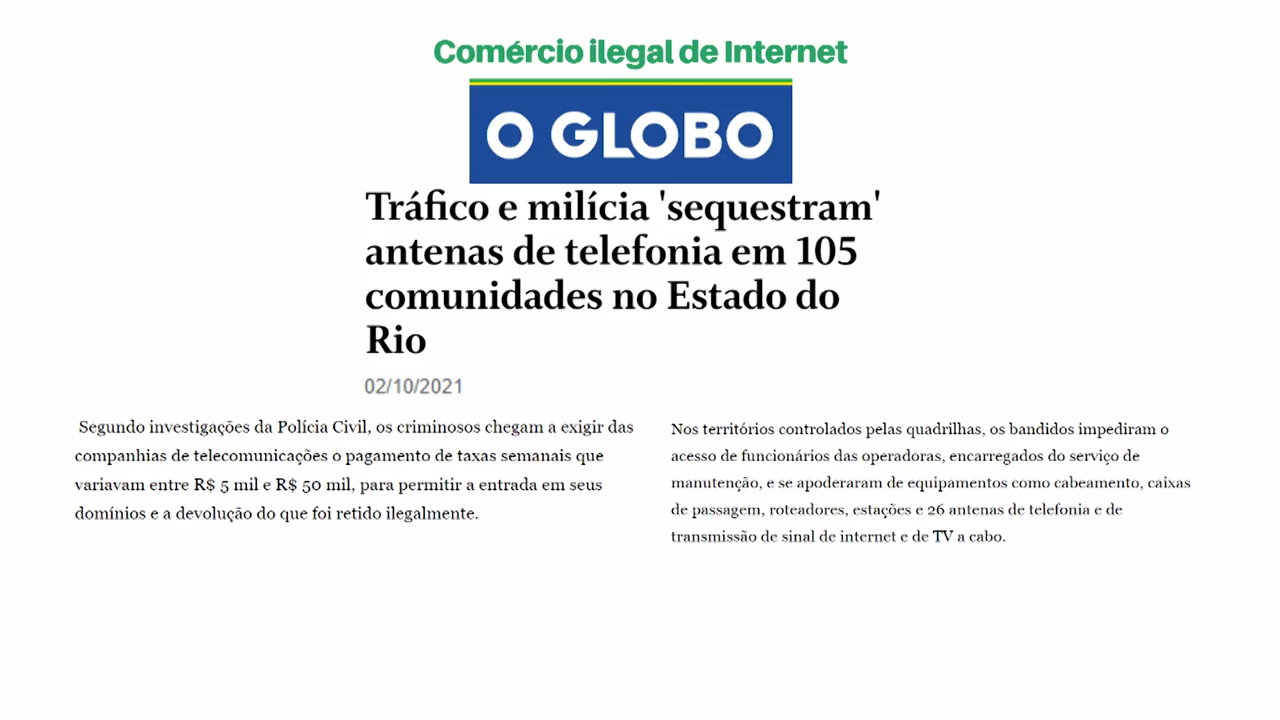 Comércio ilegal de Internet
O GLOBO
Tráfico e milícia 'sequestram'
antenas de telefonia em 105
comunidades no Estado do
Rio
02/10/2021
Segundo investigações da Polícia Civil, os criminosos chegam a exigir das
companhias de telecomunicações o pagamento de taxas semanais que
variavam entre R$ 5 mil e R$ 50 mil, para permitir a entrada em seus
domínios e a devolução do que foi retido ilegalmente.
Nos territórios controlados pelas quadrilhas, os bandidos impediram o
acesso de funcionários das operadoras, encarregados do serviço de
manutenção, e se apoderaram de equipamentos como cabeamento, caixas
de passagem, roteadores, estações e 26 antenas de telefonia e de
transmissão de sinal de internet e de TV a cabo.